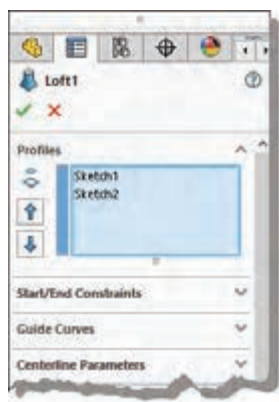 Loft1
Profiles
Sketch1
Sketch2
Start/End Constraints
Guide Curves
Centerline Parameters